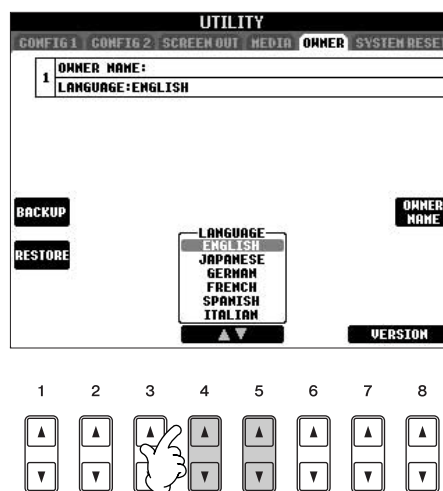 UTILITY
CONFIG 1 CONFIG 2 SCREEN OUT MEDIA OWNER SYSTEM RESET
1 OWNER NAME:
LANGUAGE:ENGLISH
BACKUP
OWNER NAME
RESTORE
LANGUAGE
ENGLISH
JAPANESE
GERMAN
FRENCH
SPANISH
ITALIAN
▲▼
VERSION
1 2 3 4 5 6 7 8